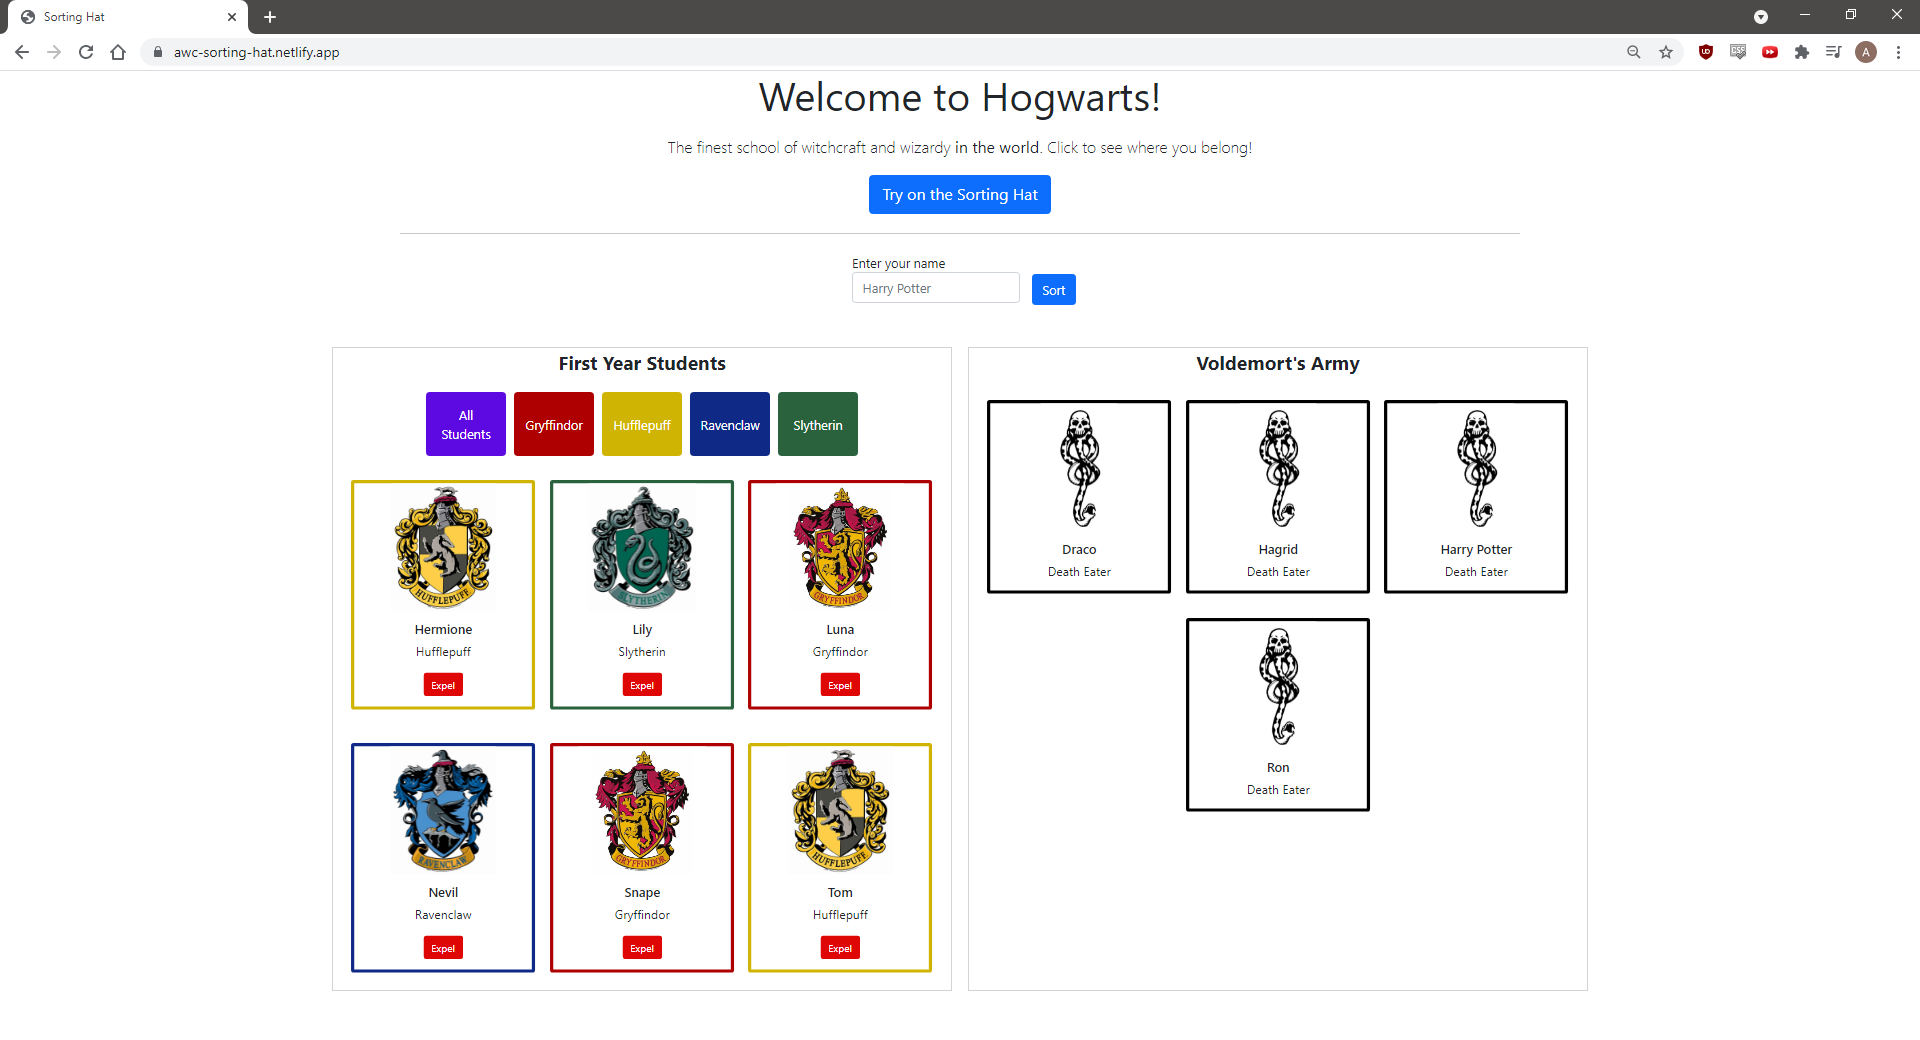 Sorting Hat
awc-sorting-hat.netlify.app
A
Welcome to Hogwarts!
The finest school of witchcraft and wizardy in the world. Click to see where you belong!
Try on the Sorting Hat
Enter your name
Harry Potter
Sort
First Year Students
All
Students
Gryffindor
Hufflepuff
Ravenclaw
Slytherin
HUFFLEPUFF
SLYTHERIN
GRYFFINDOR
Hermione
Lily
Luna
Hufflepuff
Slytherin
Gryffindor
Expel
Expel
Expel
RAVENCLAW
GRYFFINDOR
HUFFLEPUFF
Nevil
Snape
Tom
Ravenclaw
Gryffindor
Hufflepuff
Expel
Expel
Expel
Voldemort's Army
Draco
Hagrid
Harry Potter
Death Eater
Death Eater
Death Eater
Ron
Death Eater